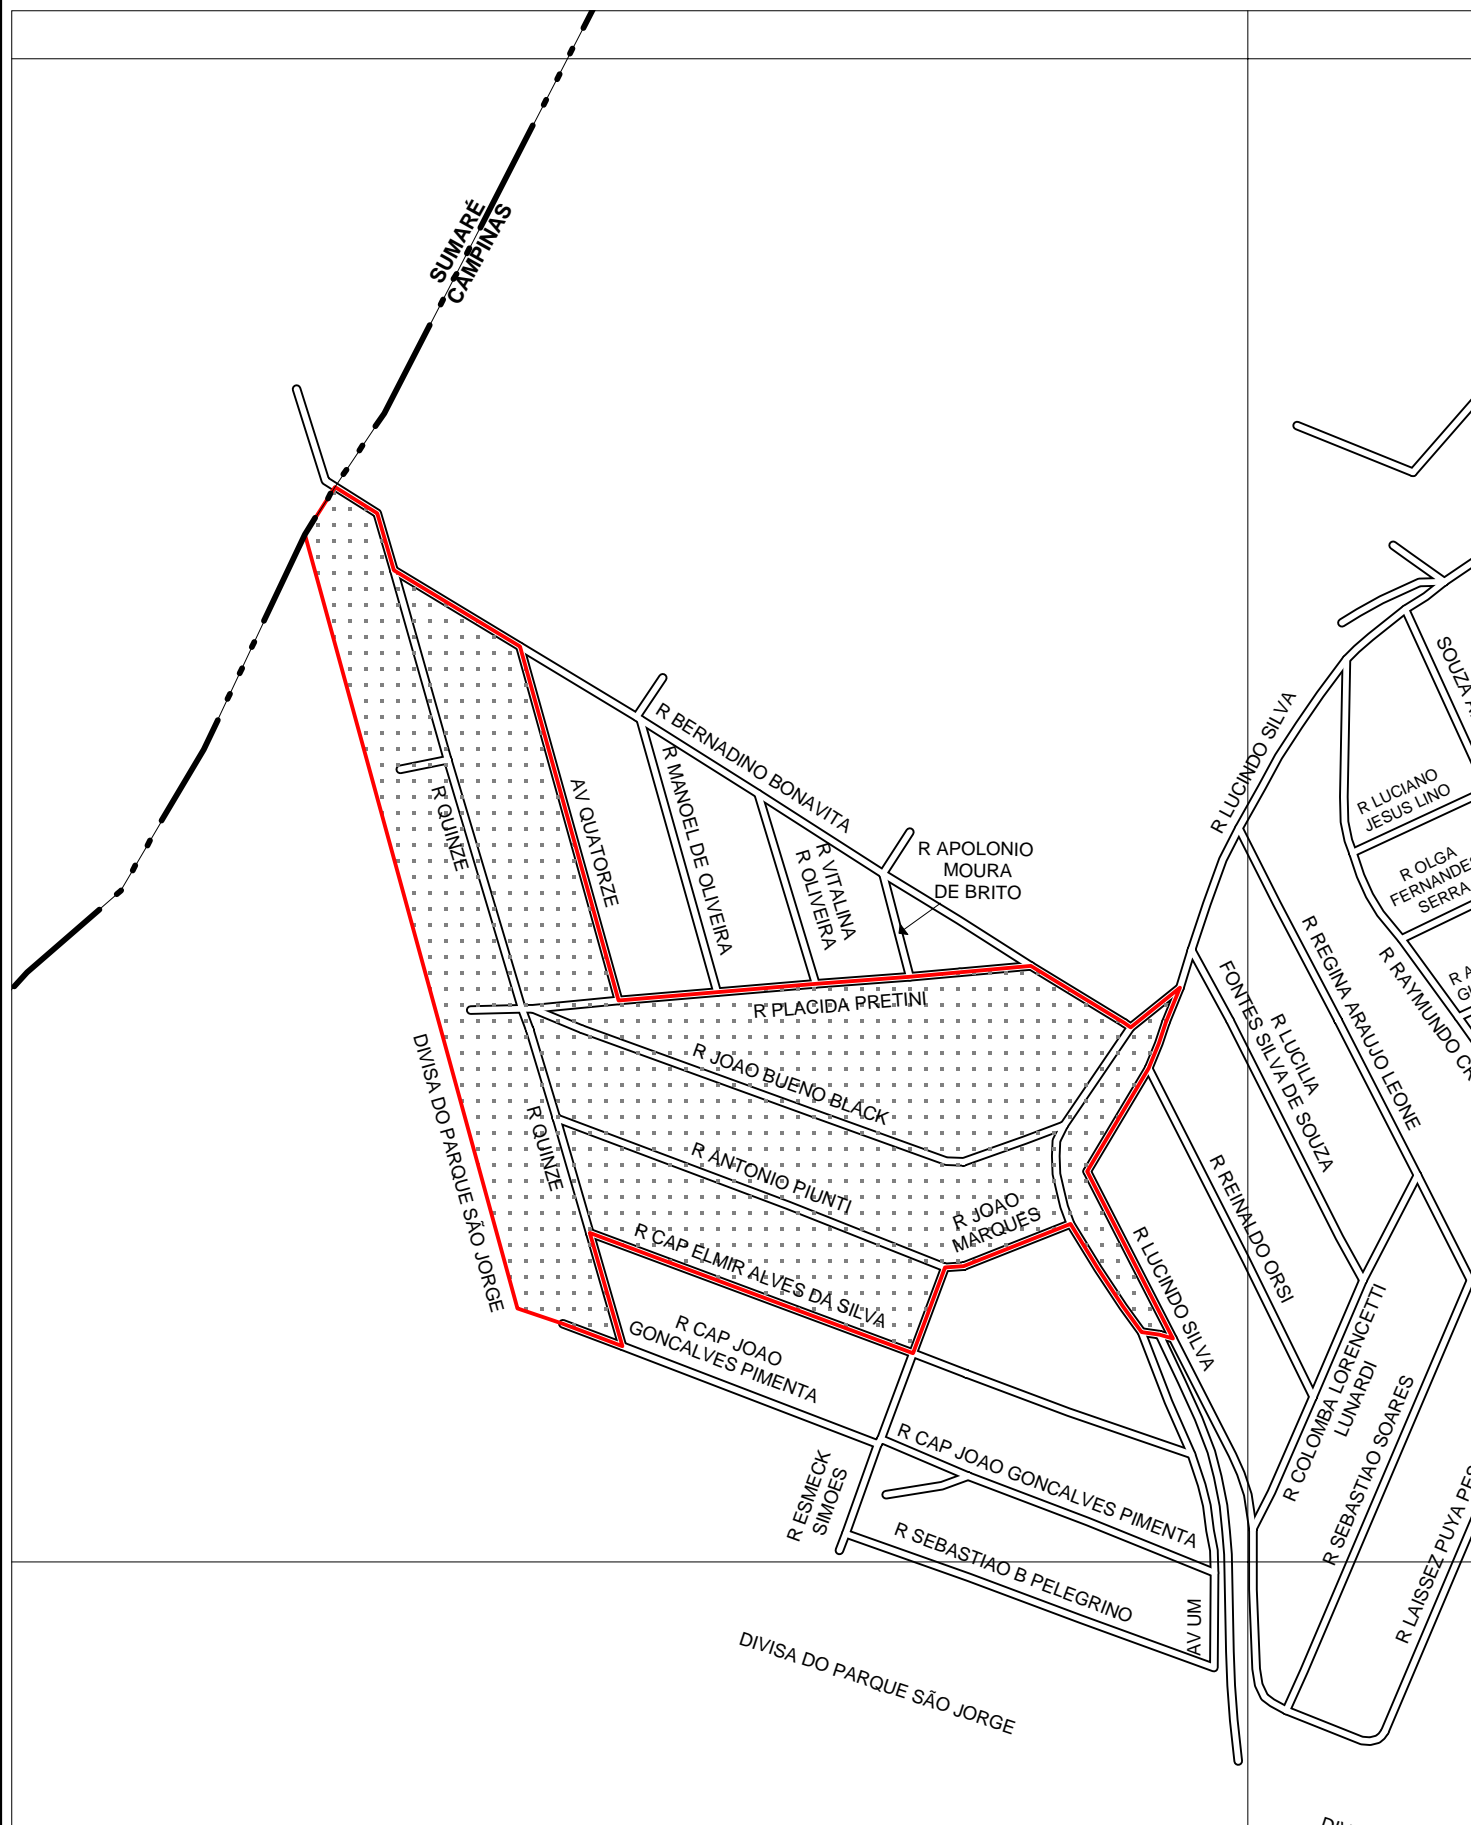 SUMARÉ
CAMPINAS
R BERNADINO BONAVITA
R LUCINDO SILVA
R MANOEL DE OLIVEIRA
AV QUATORZE
R QUINZE
R VITALINA
R OLIVEIRA
R APOLONIO
MOURA
DE BRITO
R LUCIANO
JESUS LINO
R OLGA
SERRA
R REGINA ARAUJO LEONE
R LUCILIA
FONTES SILVA DE SOUZA
R PLACIDA PRETINI
R JOAO BUENO BLACK
DIVISA DO PARQUE SÃO JORGE
R QUINZE
R ANTONIO PIUNTI
R JOAO
MARQUES
R REINALDO ORSI
R CAP ELMIR ALVES DA SILVA
R LUCINDO SILVA
R CAP JOAO
GONCALVES PIMENTA
R COLOMBA LORENCETTI
LUNARDI
R SEBASTIAO SOARES
R CAP JOAO GONCALVES PIMENTA
R ESMECK
SIMOES
R SEBASTIAO B PELEGRINO
R LAISSEZ PUYA
AV UM
DIVISA DO PARQUE SÃO JORGE
R RAYMUNDO
SOUZA